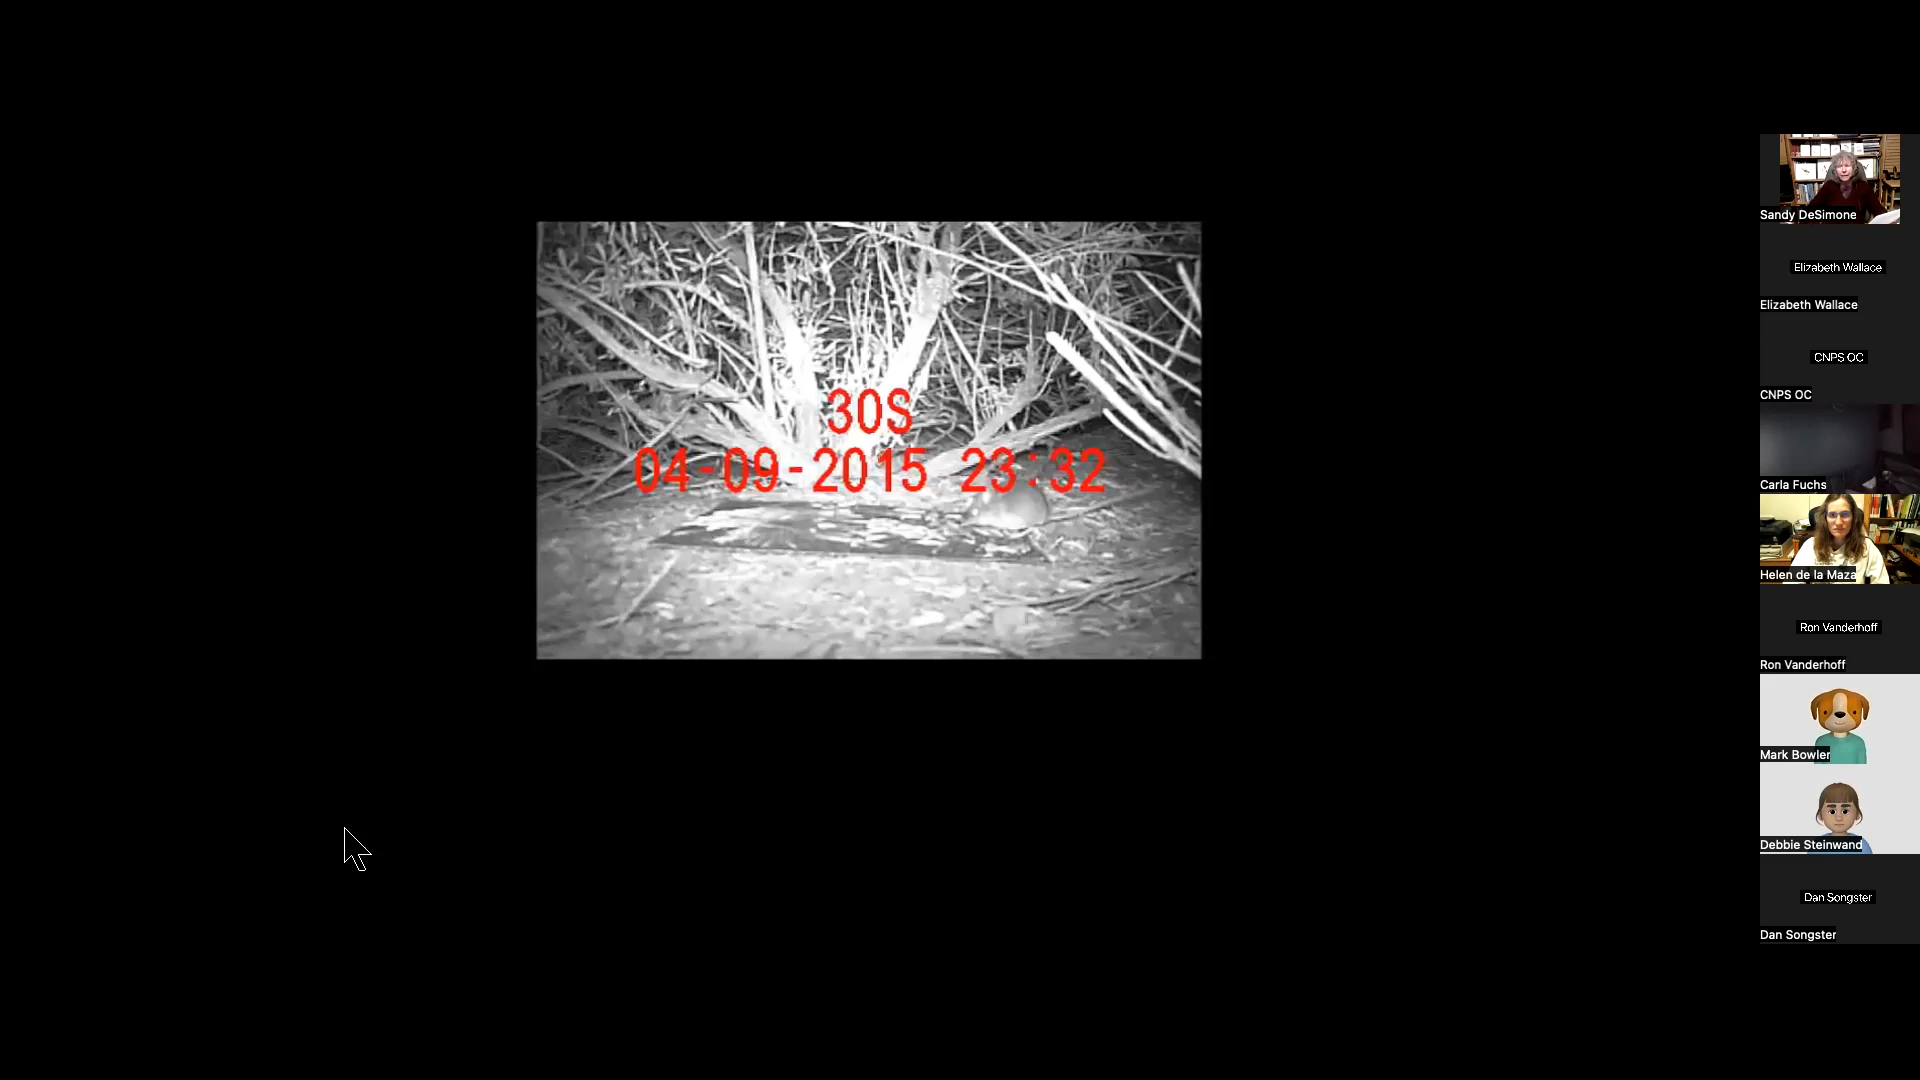 30S
04-09-2015 23:32
Sandy DeSimone
Elizabeth Wallace
Elizabeth Wallace
CNPS OC
CNPS OC
Carla Fuchs
Helen de la Maza
Ron Vanderhoff
Ron Vanderhoff
Mark Bowler
Debbie Steinwand
Dan Songster
Dan Songster